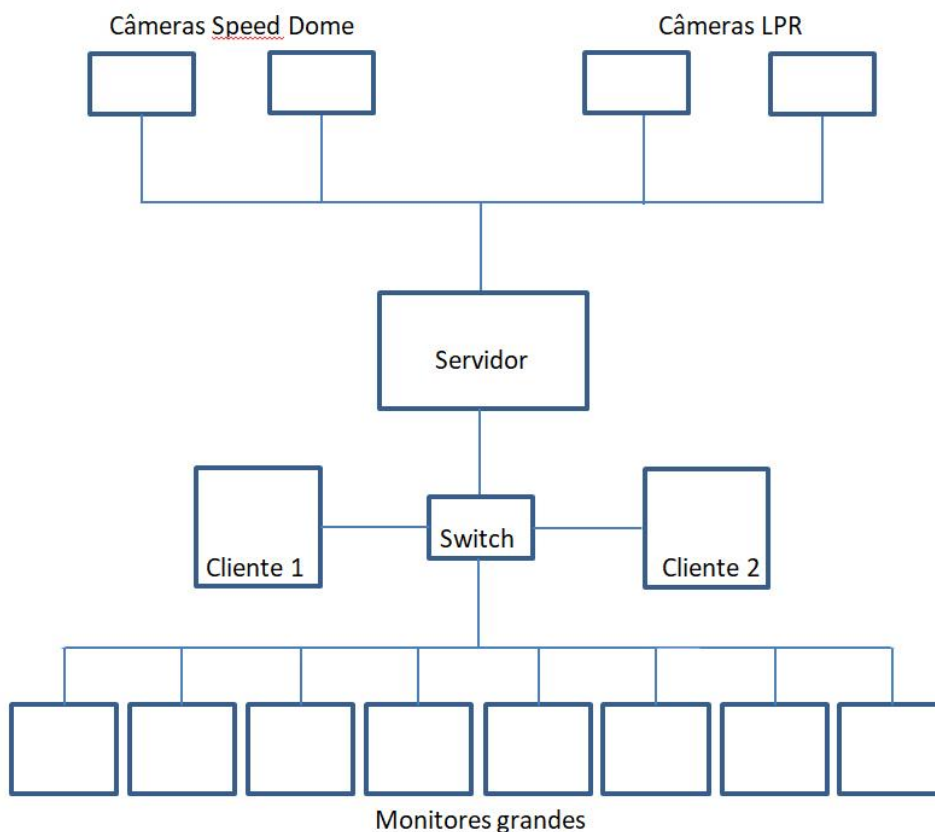 Câmeras Speed Dome
Câmeras LPR
Servidor
Switch
Cliente 1
Cliente 2
Monitores grandes